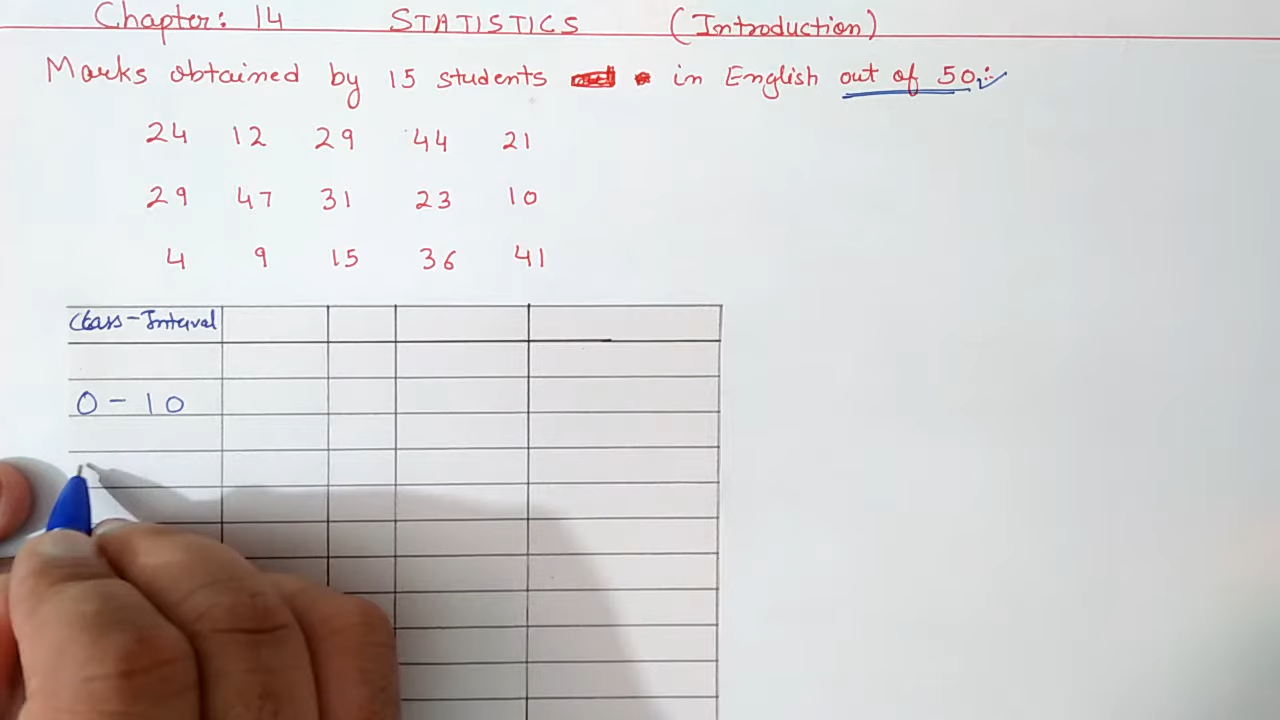 Chapter: 14 STATISTICS (Introduction)
Marks obtained by 15 students in English out of 50:-
24 12 29 44 21
29 47 31 23 10
4 9 15 36 41
Class-Interval
0 - 10